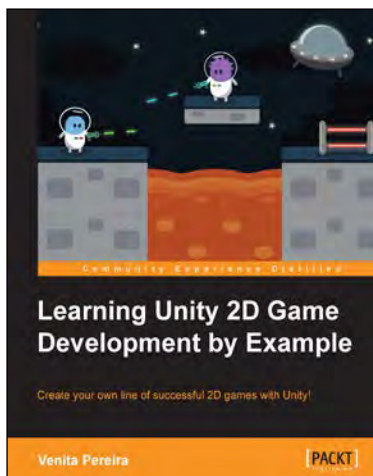 Community Experience Distilled
Learning Unity 2D Game
Development by Example
Create your own line of successful 2D games with Unity!
Venita Pereira
[PACKT]
PUBLISHING